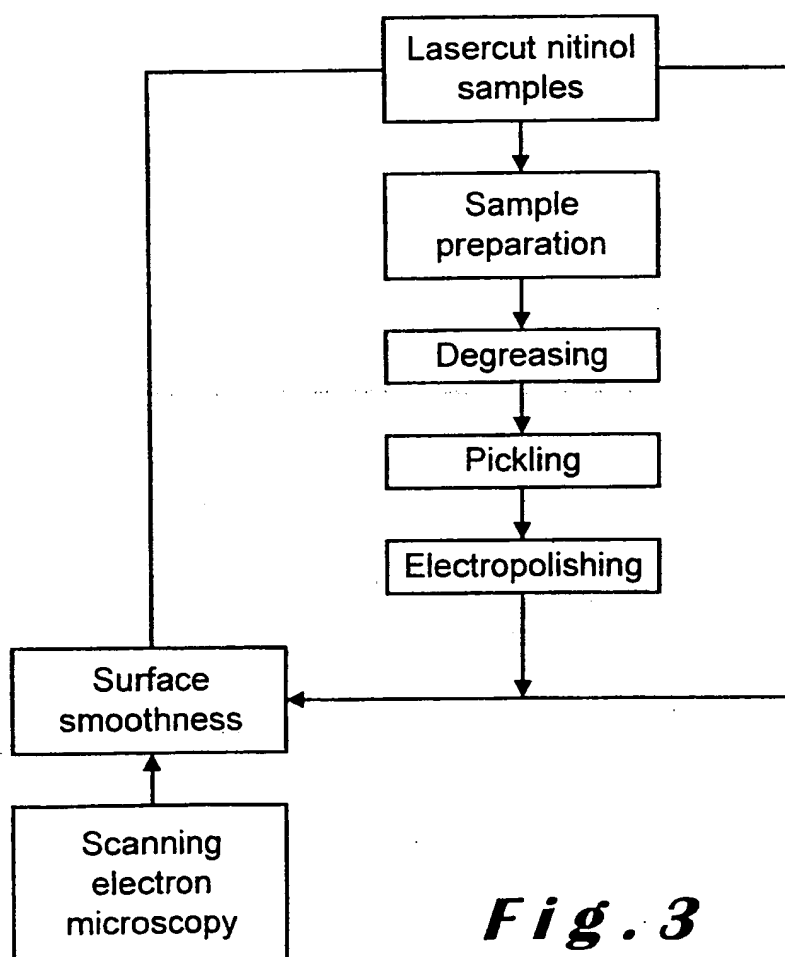 Lasercut nitinol
samples
Sample
preparation
Degreasing
Pickling
Electropolishing
Surface
smoothness
Scanning
electron
microscopy
Fig.3